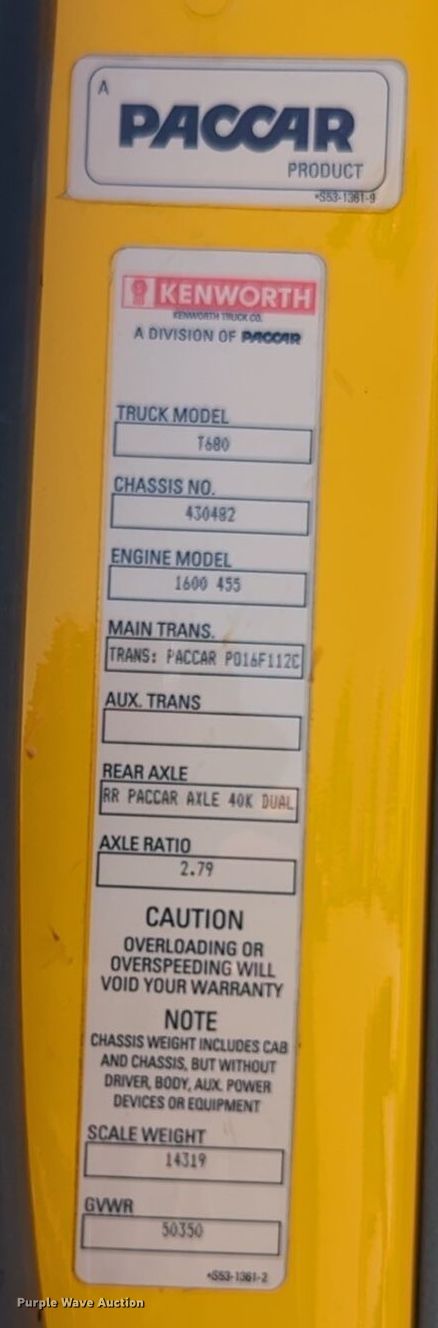 A
PACCAR
PRODUCT
*S53-1361-9
KENWORTH
KENWORTH TRUCK CO.
A DIVISION OF PACCAR
TRUCK MODEL
T680
CHASSIS NO.
430482
ENGINE MODEL
1600 455
MAIN TRANS.
TRANS: PACCAR PO16F112C
AUX. TRANS
REAR AXLE
RR PACCAR AXLE 40K DUAL
AXLE RATIO
2.79
CAUTION
OVERLOADING OR
OVERSPEEDING WILL
VOID YOUR WARRANTY
NOTE
CHASSIS WEIGHT INCLUDES CAB
AND CHASSIS, BUT WITHOUT
DRIVER, BODY, AUX. POWER
DEVICES OR EQUIPMENT
SCALE WEIGHT
14319
GVWR
50350
*S53-1361-2
Purple Wave Auction